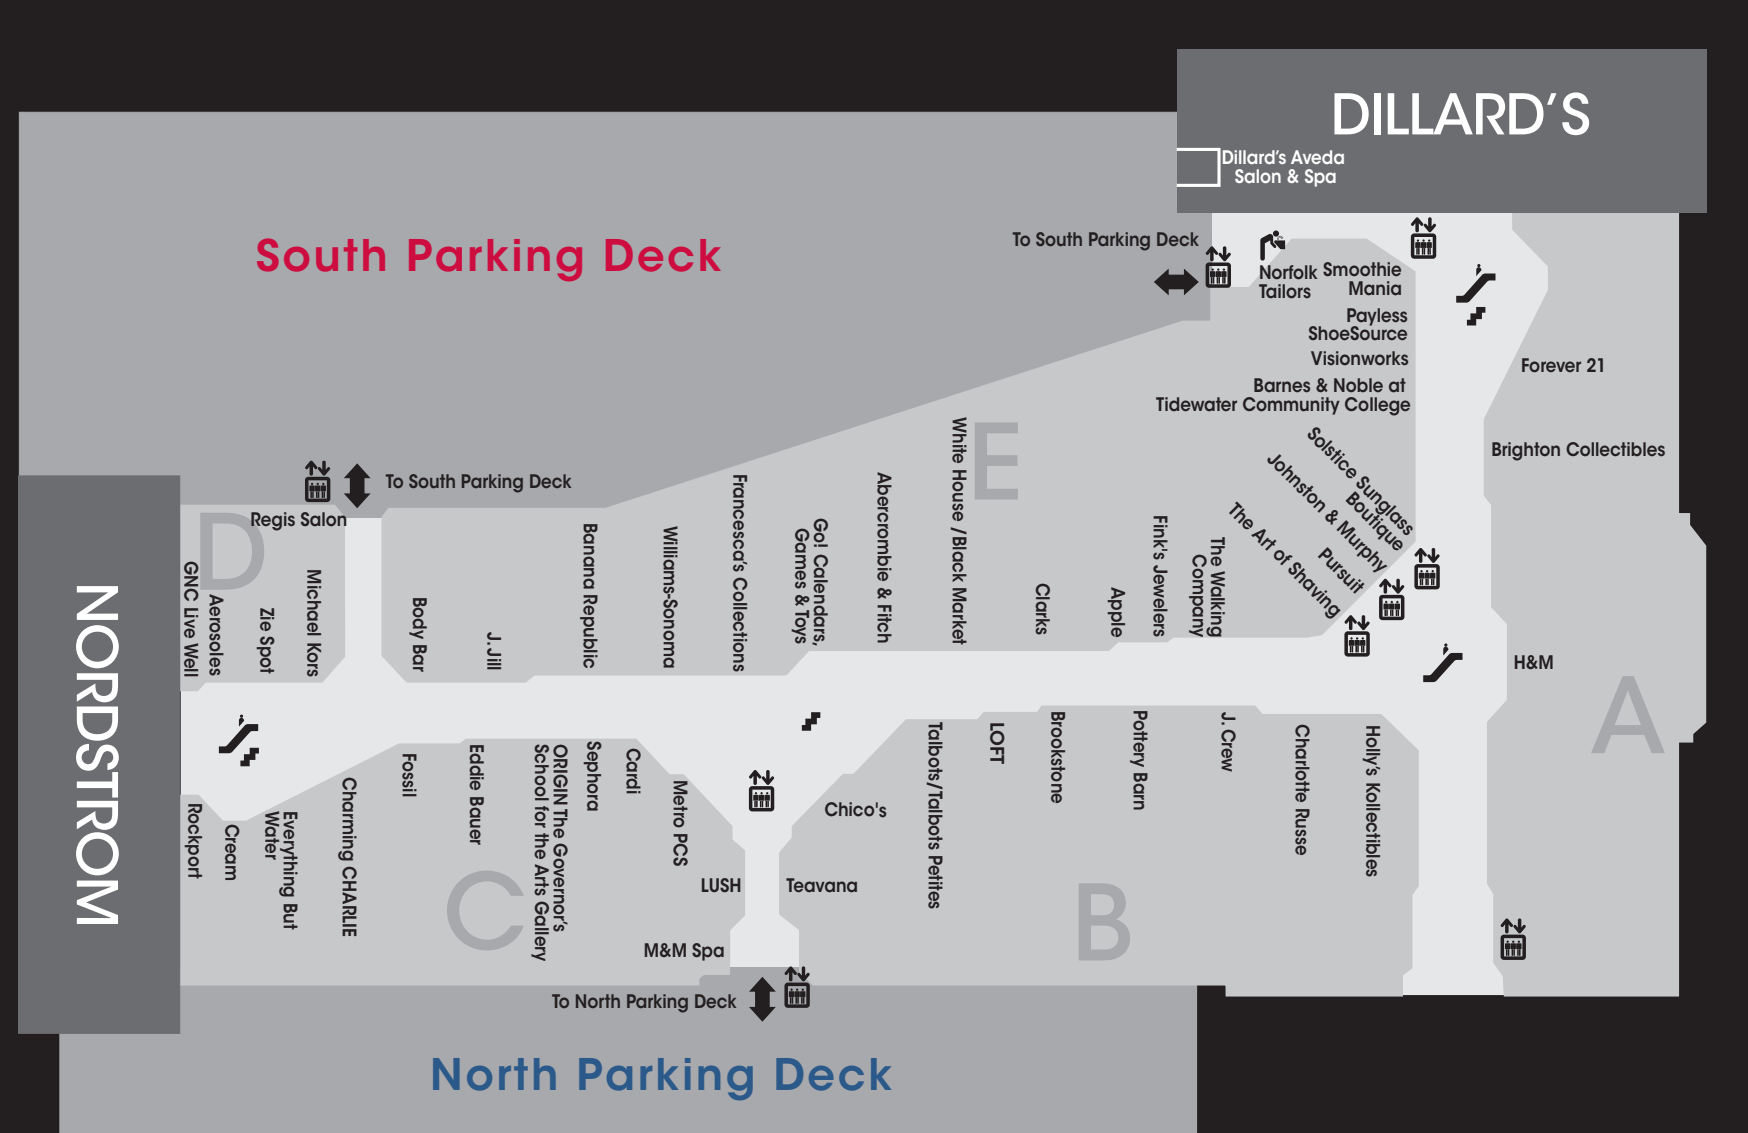 DILLARD'S
Dillard's Aveda
Salon & Spa
South Parking Deck
To South Parking Deck
Norfolk
Tailors
Smoothie
Mania
Payless
ShoeSource
Visionworks
Barnes & Noble at
Tidewater Community College
Forever 21
Brighton Collectibles
Solstice Sunglass
Boutique
Johnston & Murphy
Pursuit
The Art of Shaving
H&M
A
E
To South Parking Deck
Regis Salon
D
NORDSTROM
GNC Live Well
Aerosoles
Zie Spot
Michael Kors
Body Bar
J.Jill
Banana Republic
Williams-Sonoma
Francesca's Collections
Go! Calendars,
Games & Toys
Abercrombie & Fitch
White House /Black Market
Clarks
Apple
Fink's Jewelers
The Walking
Company
Rockport
Cream
Everything But
Water
Charming CHARLIE
Fossil
Eddie Bauer
ORIGIN The Governor's
School for the Arts Gallery
Sephora
Cardi
Metro PCS
LUSH
M&M Spa
C
Chico's
Teavana
Talbots/Talbots Petites
LOFT
Brookstone
Pottery Barn
J. Crew
Charlotte Russe
Holly's Kollectibles
B
To North Parking Deck
North Parking Deck